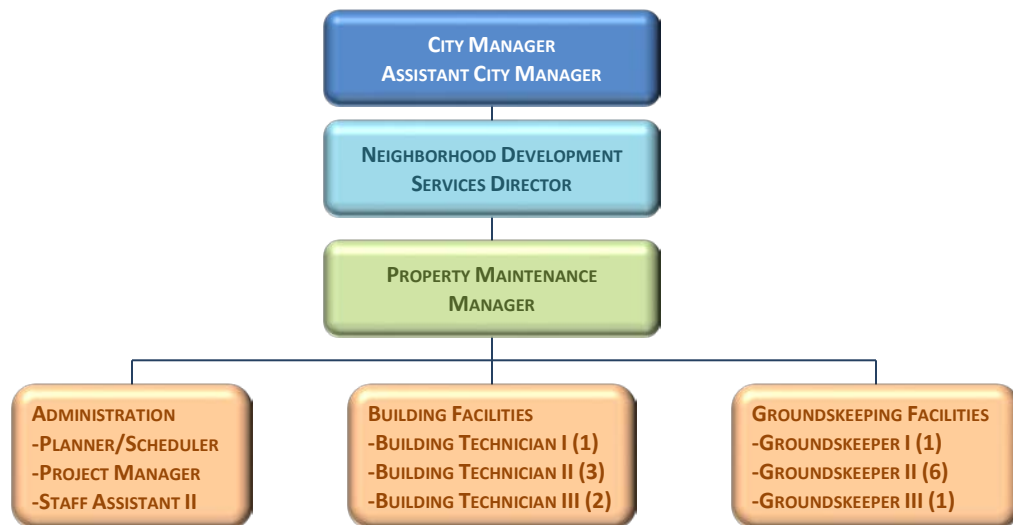 CITY MANAGER
ASSISTANT CITY MANAGER
NEIGHBORHOOD DEVELOPMENT
SERVICES DIRECTOR
PROPERTY MAINTENANCE
MANAGER
ADMINISTRATION
-PLANNER/SCHEDULER
-PROJECT MANAGER
-STAFF ASSISTANT II
BUILDING FACILITIES
-BUILDING TECHNICIAN I (1)
-BUILDING TECHNICIAN II (3)
-BUILDING TECHNICIAN III (2)
GROUNDSKEEPING FACILITIES
-GROUNDSKEEPER I (1)
-GROUNDSKEEPER II (6)
-GROUNDSKEEPER III (1)